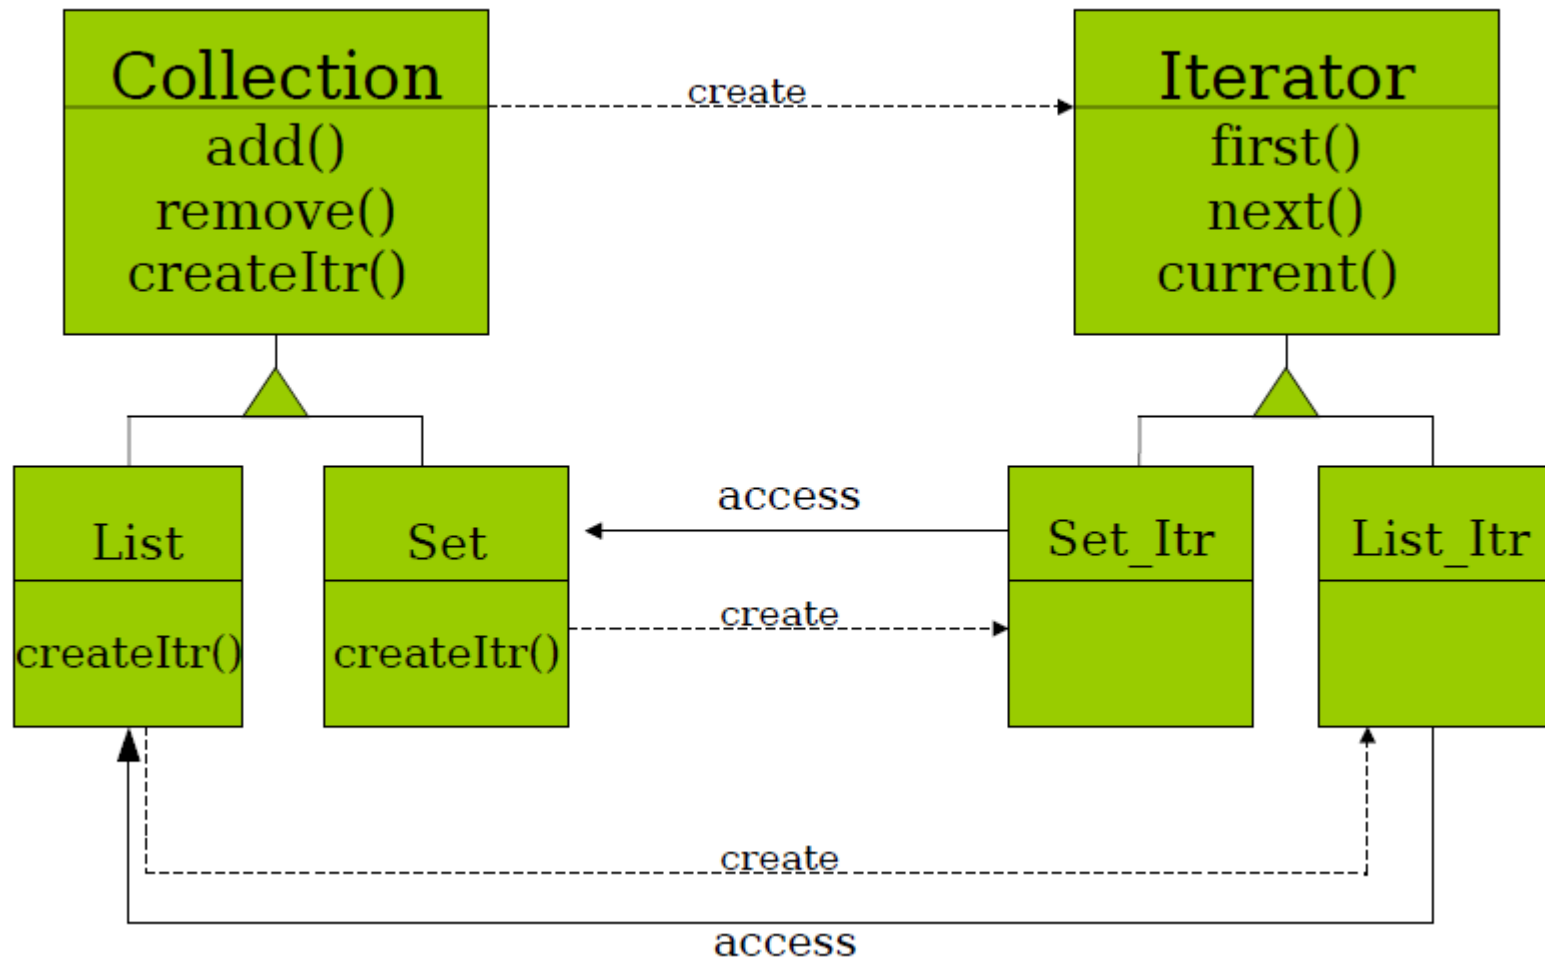 Collection
add()
remove()
createItr()
create
Iterator
first()
next()
current()
List
createItr()
Set
createItr()
access
create
Set_Itr
List_Itr
create
access